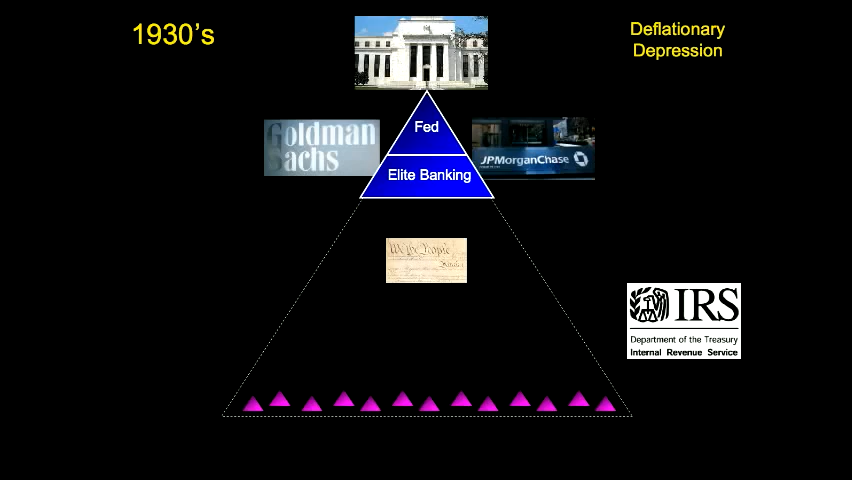 1930's
Deflationary
Depression
Fed
Goldman
Sachs
JPMorganChase
Elite Banking
We the People
IRS
Department of the Treasury
Internal Revenue Service